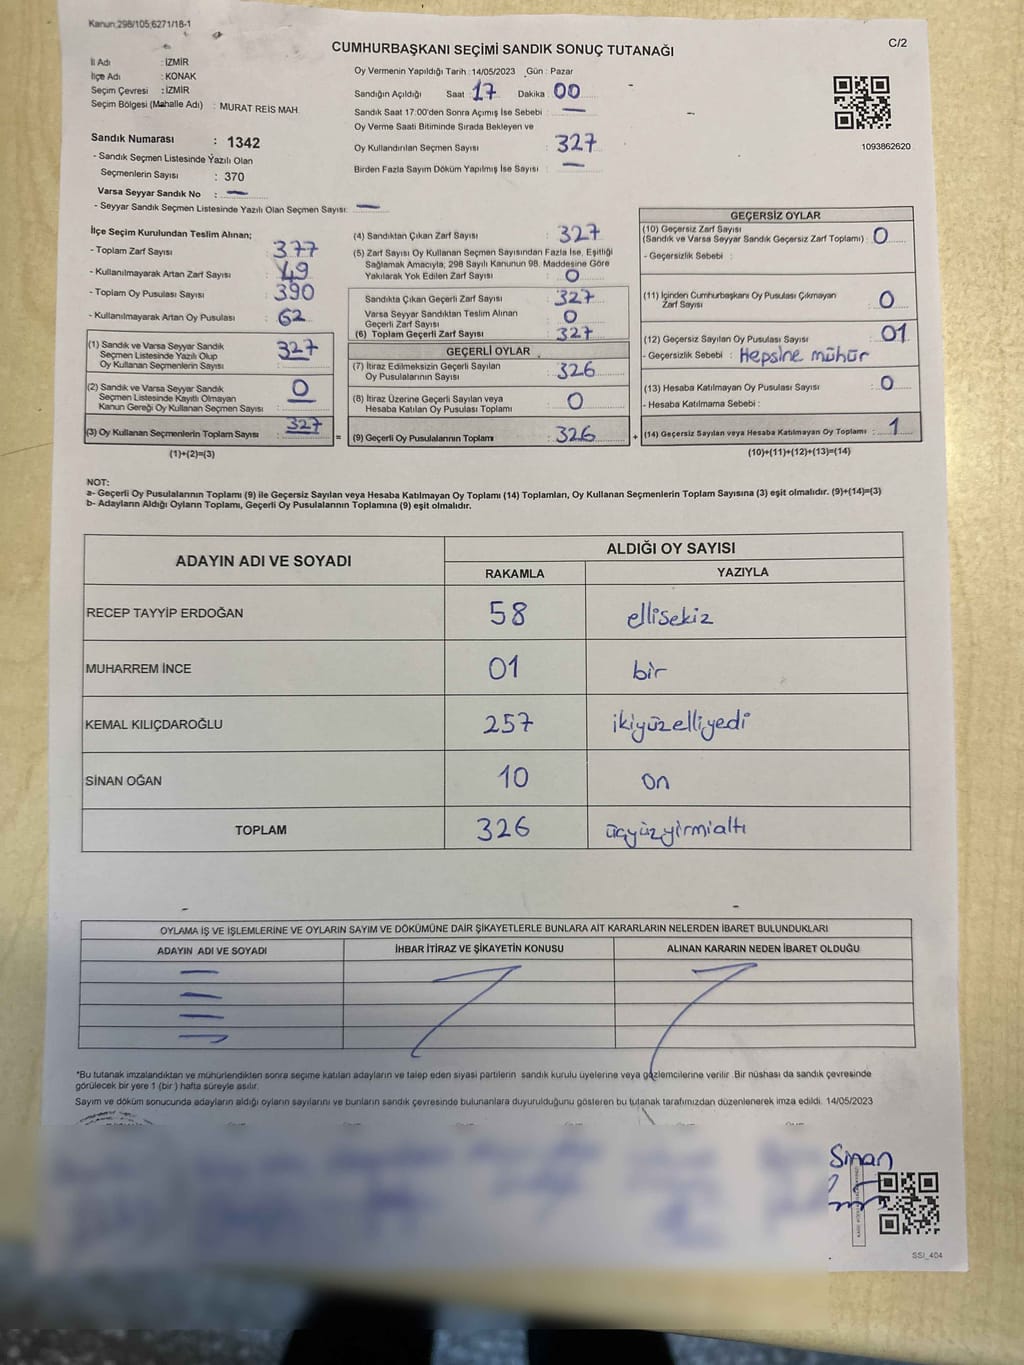 Kanun:298/105;6271/18-1
C/2
CUMHURBAŞKANI SEÇİMİ SANDIK SONUÇ TUTANAĞI
İl Adı : İZMİR
İlçe Adı : KONAK
Seçim Çevresi : İZMİR
Seçim Bölgesi (Mahalle Adı) : MURAT REİS MAH.
Sandık Numarası : 1342
- Sandık Seçmen Listesinde Yazılı Olan
Seçmenlerin Sayısı : 370
Varsa Seyyar Sandık No : —
- Seyyar Sandık Seçmen Listesinde Yazılı Olan Seçmen Sayısı: —
Oy Vermenin Yapıldığı Tarih : 14/05/2023 Gün : Pazar
Sandığın Açıldığı Saat 17 Dakika 00
Sandık Saat 17:00'den Sonra Açılmış İse Sebebi : —
Oy Verme Saati Bitiminde Sırada Bekleyen ve
Oy Kullandırılan Seçmen Sayısı : 327
Birden Fazla Sayım Döküm Yapılmış İse Sayısı : —
1093862620
İlçe Seçim Kurulundan Teslim Alınan;
- Toplam Zarf Sayısı : 377
- Kullanılmayarak Artan Zarf Sayısı : 49
- Toplam Oy Pusulası Sayısı : 390
- Kullanılmayarak Artan Oy Pusulası : 62
(1) Sandık ve Varsa Seyyar Sandık
Seçmen Listesinde Yazılı Olup
Oy Kullanan Seçmenlerin Sayısı : 327
(2) Sandık ve Varsa Seyyar Sandık
Seçmen Listesinde Kayıtlı Olmayan
Kanun Gereği Oy Kullanan Seçmen Sayısı : 0
(3) Oy Kullanan Seçmenlerin Toplam Sayısı : 327
(1)+(2)=(3)
(4) Sandıktan Çıkan Zarf Sayısı : 327
(5) Zarf Sayısı Oy Kullanan Seçmen Sayısından Fazla İse, Eşitliği
Sağlamak Amacıyla; 298 Sayılı Kanunun 98. Maddesine Göre
Yakılarak Yok Edilen Zarf Sayısı : 0
Sandıkta Çıkan Geçerli Zarf Sayısı : 327
Varsa Seyyar Sandıktan Teslim Alınan
Geçerli Zarf Sayısı : 0
(6) Toplam Geçerli Zarf Sayısı : 327
GEÇERLİ OYLAR
(7) İtiraz Edilmeksizin Geçerli Sayılan
Oy Pusulalarının Sayısı : 326
(8) İtiraz Üzerine Geçerli Sayılan veya
Hesaba Katılan Oy Pusulası Toplamı : 0
= (9) Geçerli Oy Pusulalarının Toplamı : 326 +
GEÇERSİZ OYLAR
(10) Geçersiz Zarf Sayısı
(Sandık ve Varsa Seyyar Sandık Geçersiz Zarf Toplamı) : 0
- Geçersizlik Sebebi :
(11) İçinden Cumhurbaşkanı Oy Pusulası Çıkmayan
Zarf Sayısı : 0
(12) Geçersiz Sayılan Oy Pusulası Sayısı : 01
- Geçersizlik Sebebi : Hepsine mühür
(13) Hesaba Katılmayan Oy Pusulası Sayısı : 0
- Hesaba Katılmama Sebebi :
(14) Geçersiz Sayılan veya Hesaba Katılmayan Oy Toplamı : 1
(10)+(11)+(12)+(13)=(14)
NOT:
a- Geçerli Oy Pusulalarının Toplamı (9) ile Geçersiz Sayılan veya Hesaba Katılmayan Oy Toplamı (14) Toplamları, Oy Kullanan Seçmenlerin Toplam Sayısına (3) eşit olmalıdır. (9)+(14)=(3)
b- Adayların Aldığı Oyların Toplamı, Geçerli Oy Pusulalarının Toplamına (9) eşit olmalıdır.
ADAYIN ADI VE SOYADI ALDIĞI OY SAYISI
RAKAMLA YAZIYLA
RECEP TAYYİP ERDOĞAN 58 ellisekiz
MUHARREM İNCE 01 bir
KEMAL KILIÇDAROĞLU 257 ikiyüzelliyedi
SİNAN OĞAN 10 on
TOPLAM 326 üçyüzyirmialtı
OYLAMA İŞ VE İŞLEMLERİNE VE OYLARIN SAYIM VE DÖKÜMÜNE DAİR ŞİKAYETLERLE BUNLARA AİT KARARLARIN NELERDEN İBARET BULUNDUKLARI
ADAYIN ADI VE SOYADI İHBAR İTİRAZ VE ŞİKAYETİN KONUSU ALINAN KARARIN NEDEN İBARET OLDUĞU
*Bu tutanak imzalandıktan ve mühürlendikten sonra seçime katılan adayların ve talep eden siyasi partilerin sandık kurulu üyelerine veya gözlemcilerine verilir. Bir nüshası da sandık çevresinde
görülecek bir yere 1 (bir ) hafta süreyle asılır.
Sayım ve döküm sonucunda adayların aldığı oyların sayılarını ve bunların sandık çevresinde bulunanlara duyurulduğunu gösteren bu tutanak tarafımızdan düzenlenerek imza edildi. 14/05/2023
Sinan
SSI_404